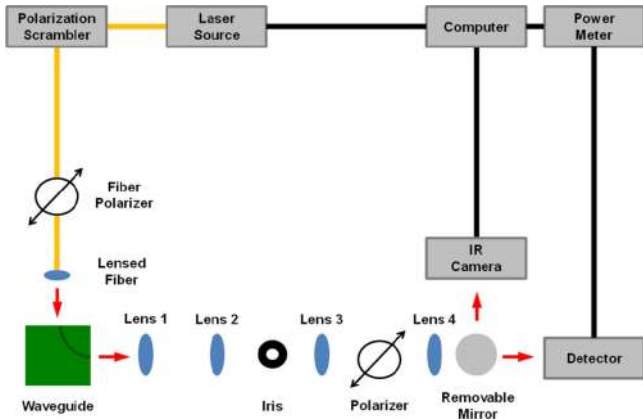 Polarization
Scrambler
Laser
Source
Computer
Power
Meter
Fiber
Polarizer
Lensed
Fiber
IR
Camera
Lens 1
Lens 2
Lens 3
Lens 4
Waveguide
Iris
Polarizer
Removable
Mirror
Detector